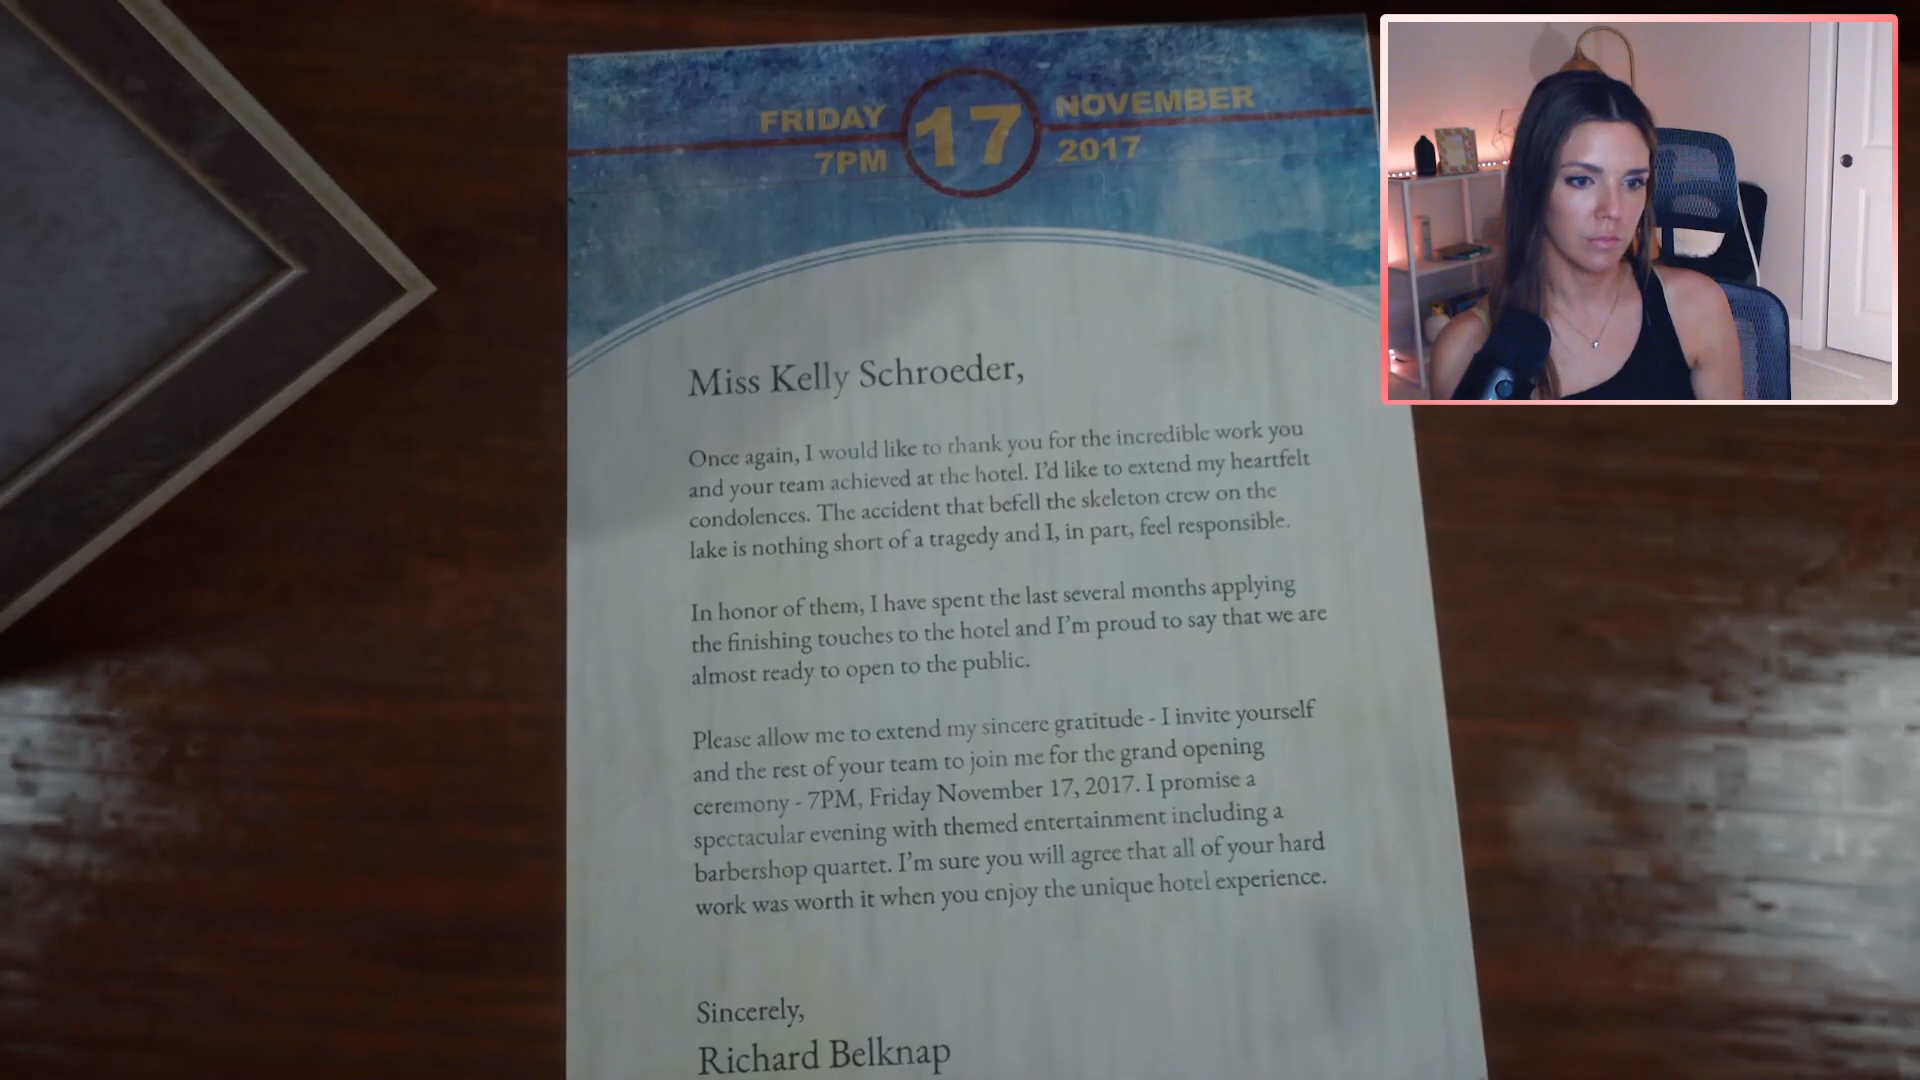 FRIDAY 17 NOVEMBER
7PM 2017
Miss Kelly Schroeder,
Once again, I would like to thank you for the incredible work you
and your team achieved at the hotel. I'd like to extend my heartfelt
condolences. The accident that befell the skeleton crew on the
lake is nothing short of a tragedy and I, in part, feel responsible.
In honor of them, I have spent the last several months applying
the finishing touches to the hotel and I'm proud to say that we are
almost ready to open to the public.
Please allow me to extend my sincere gratitude - I invite yourself
and the rest of your team to join me for the grand opening
ceremony - 7PM, Friday November 17, 2017. I promise a
spectacular evening with themed entertainment including a
barbershop quartet. I'm sure you will agree that all of your hard
work was worth it when you enjoy the unique hotel experience.
Sincerely,
Richard Belknap